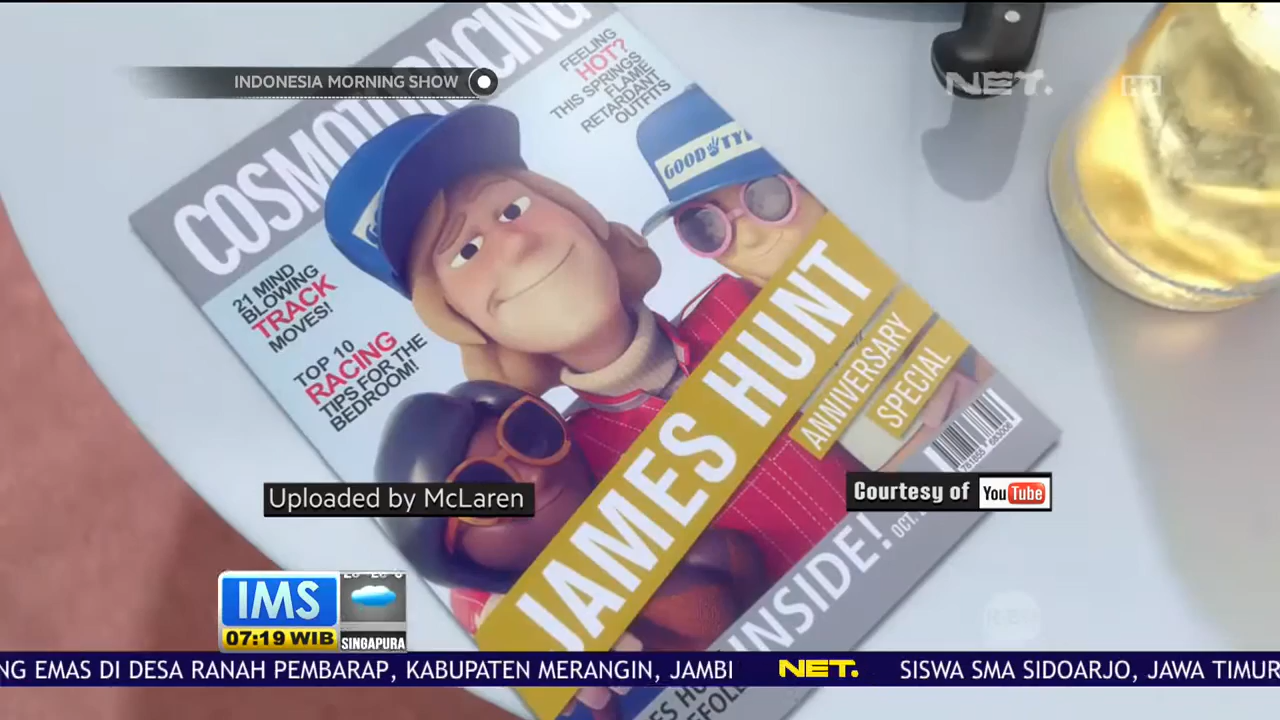 INDONESIA MORNING SHOW
NET.
HD
COSMO RACING
FEELING
HOT?
THIS SPRINGS
FLAME
RETARDANT
OUTFITS
21 MIND
BLOWING
TRACK
MOVES!
TOP 10
RACING
TIPS FOR THE
BEDROOM!
JAMES HUNT
ANNIVERSARY
SPECIAL
INSIDE!
OCT.
Uploaded by McLaren
Courtesy of YouTube
IMS
07:19 WIB
SINGAPURA
NG EMAS DI DESA RANAH PEMBARAP, KABUPATEN MERANGIN, JAMBI NET. SISWA SMA SIDOARJO, JAWA TIMUR